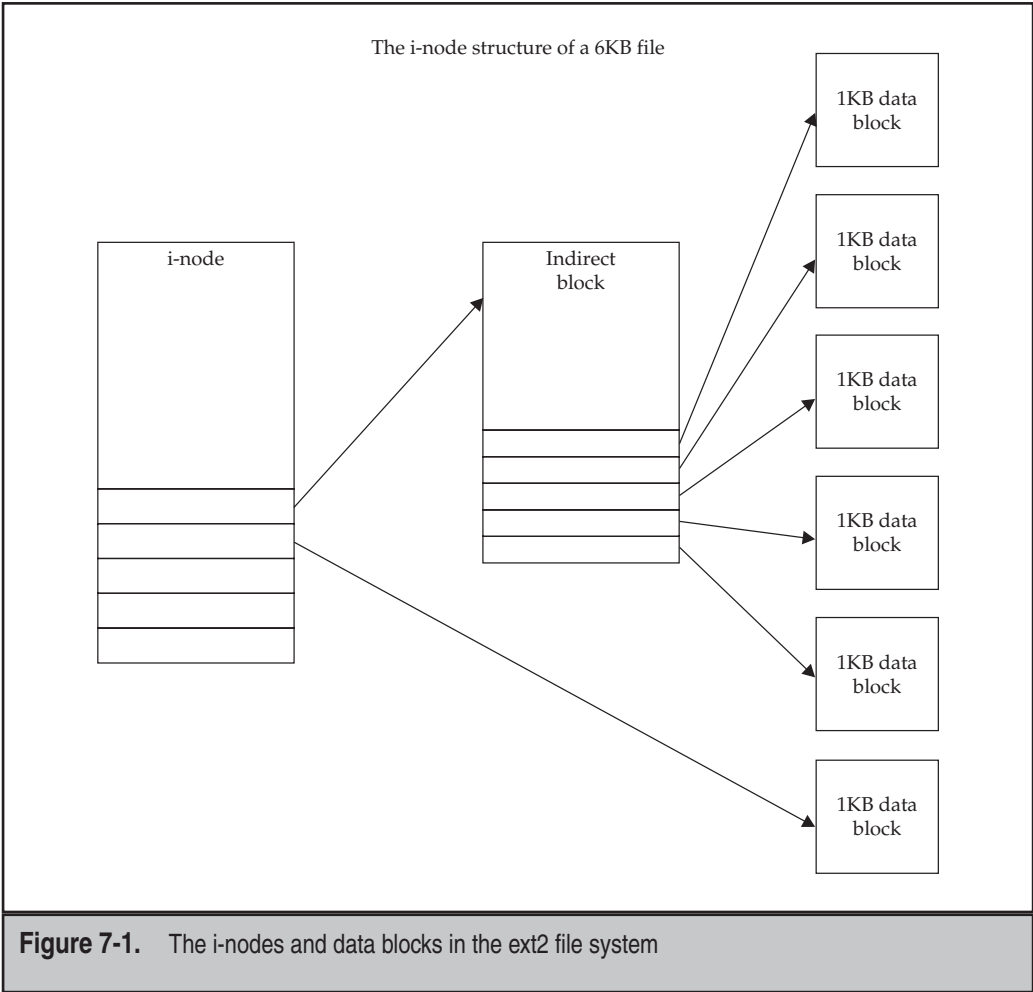 The i-node structure of a 6KB file
1KB data
block
1KB data
block
i-node
Indirect
block
1KB data
block
1KB data
block
1KB data
block
1KB data
block
Figure 7-1. The i-nodes and data blocks in the ext2 file system